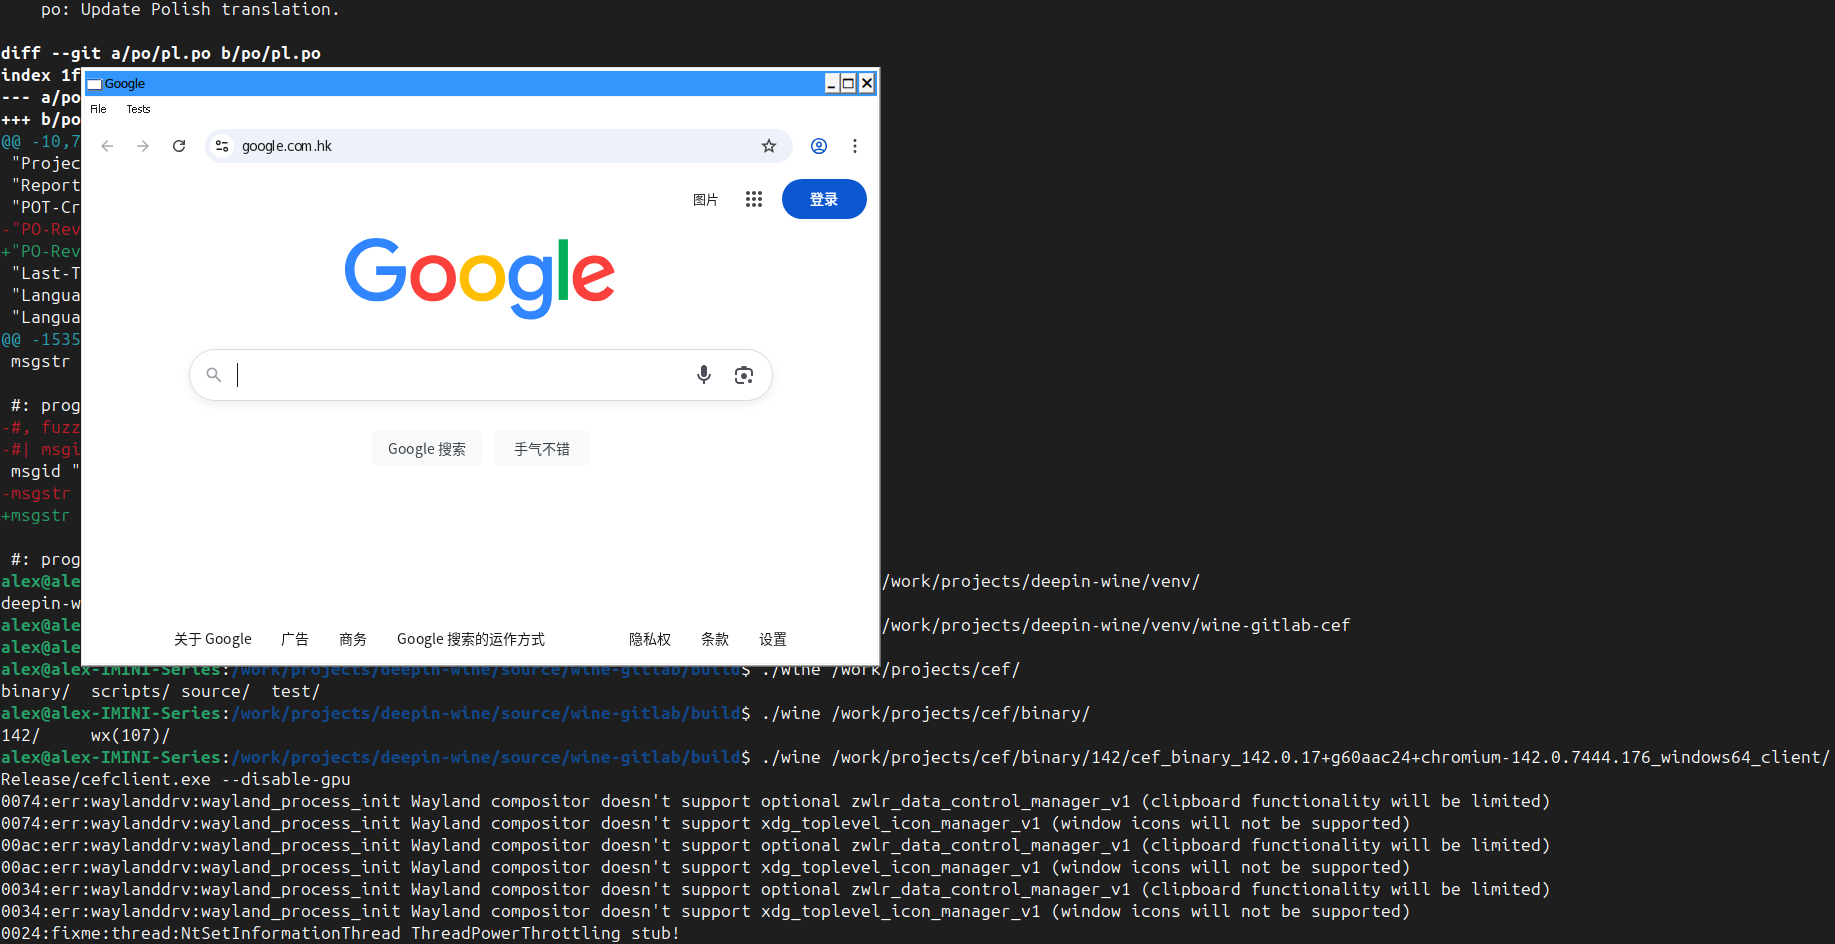 po: Update Polish translation.
diff --git a/po/pl.po b/po/pl.po
index 1f
--- a/po
+++ b/po
@@ -10,7
"Projec
"Report
"POT-Cr
-"PO-Rev
+"PO-Rev
"Last-T
"Langua
"Langua
@@ -1535
msgstr
#: prog
-#, fuzz
-#| msgi
msgid "
-msgstr
+msgstr
#: prog
Google
File Tests
google.com.hk
图片 登录
Google
Google 搜索 手气不错
关于 Google 广告 商务 Google 搜索的运作方式 隐私权 条款 设置
alex@ale /work/projects/deepin-wine/venv/
deepin-w
alex@ale /work/projects/deepin-wine/venv/wine-gitlab-cef
alex@ale
alex@alex-IMINI-Series:/work/projects/deepin-wine/source/wine-gitlab/build$ ./wine /work/projects/cef/
binary/ scripts/ source/ test/
alex@alex-IMINI-Series:/work/projects/deepin-wine/source/wine-gitlab/build$ ./wine /work/projects/cef/binary/
142/ wx(107)/
alex@alex-IMINI-Series:/work/projects/deepin-wine/source/wine-gitlab/build$ ./wine /work/projects/cef/binary/142/cef_binary_142.0.17+g60aac24+chromium-142.0.7444.176_windows64_client/
Release/cefclient.exe --disable-gpu
0074:err:waylanddrv:wayland_process_init Wayland compositor doesn't support optional zwlr_data_control_manager_v1 (clipboard functionality will be limited)
0074:err:waylanddrv:wayland_process_init Wayland compositor doesn't support xdg_toplevel_icon_manager_v1 (window icons will not be supported)
00ac:err:waylanddrv:wayland_process_init Wayland compositor doesn't support optional zwlr_data_control_manager_v1 (clipboard functionality will be limited)
00ac:err:waylanddrv:wayland_process_init Wayland compositor doesn't support xdg_toplevel_icon_manager_v1 (window icons will not be supported)
0034:err:waylanddrv:wayland_process_init Wayland compositor doesn't support optional zwlr_data_control_manager_v1 (clipboard functionality will be limited)
0034:err:waylanddrv:wayland_process_init Wayland compositor doesn't support xdg_toplevel_icon_manager_v1 (window icons will not be supported)
0024:fixme:thread:NtSetInformationThread ThreadPowerThrottling stub!